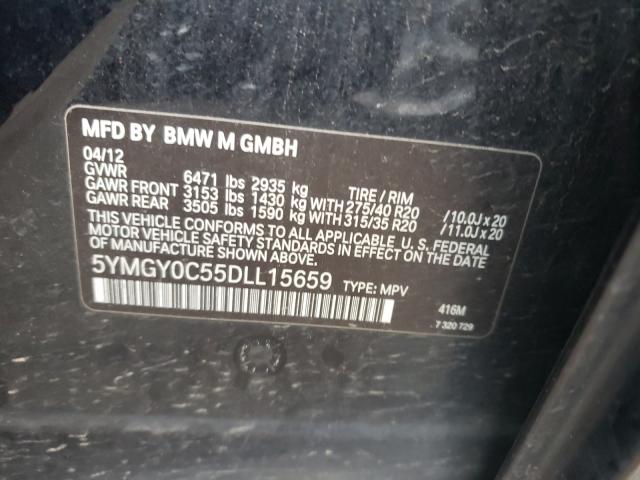 MFD BY BMW M GMBH
04/12
GVWR 6471 lbs 2935 kg TIRE / RIM
GAWR FRONT 3153 lbs 1430 kg WITH 275/40 R20 /10.0J x 20
GAWR REAR 3505 lbs 1590 kg WITH 315/35 R20 /11.0J x 20
THIS VEHICLE CONFORMS TO ALL APPLICABLE U. S. FEDERAL
MOTOR VEHICLE SAFETY STANDARDS IN EFFECT ON THE DATE
OF MANUFACTURE SHOWN ABOVE.
5YMGY0C55DLL15659 TYPE: MPV
416M
7 320 729